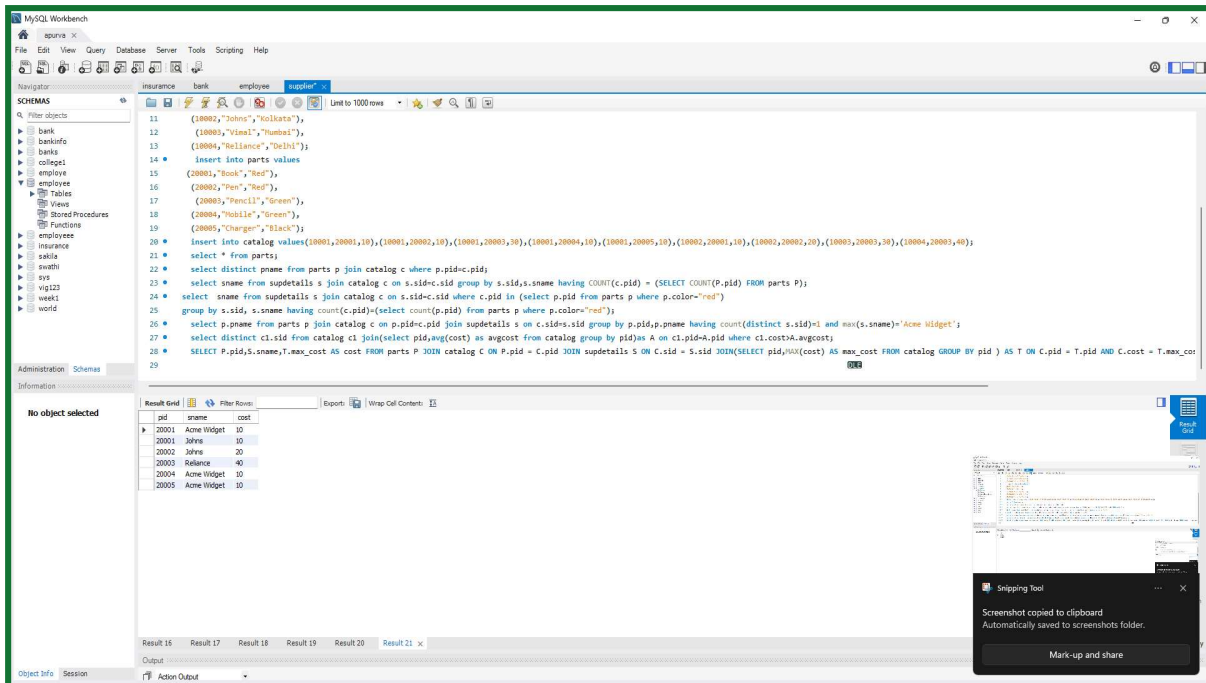 MySQL Workbench
apurva
File Edit View Query Database Server Tools Scripting Help
Navigator
SCHEMAS
Filter objects
bank
bankinfo
banks
college1
employe
employee
Tables
Views
Stored Procedures
Functions
employeee
insurance
sakila
swathi
sys
vig123
week1
world
Administration Schemas
Information
No object selected
Object Info Session
insuramce bank employee supplier*
Limit to 1000 rows
11 (10002,"Johns","Kolkata"),
12 (10003,"Vimal","Mumbai"),
13 (10004,"Reliance","Delhi");
14 insert into parts values
15 (20001,"Book","Red"),
16 (20002,"Pen","Red"),
17 (20003,"Pencil","Green"),
18 (20004,"Mobile","Green"),
19 (20005,"Charger","Black");
20 insert into catalog values(10001,20001,10),(10001,20002,10),(10001,20003,30),(10001,20004,10),(10001,20005,10),(10002,20001,10),(10002,20002,20),(10003,20003,30),(10004,20003,40);
21 select * from parts;
22 select distinct pname from parts p join catalog c where p.pid=c.pid;
23 select sname from supdetails s join catalog c on s.sid=c.sid group by s.sid,s.sname having COUNT(c.pid) = (SELECT COUNT(P.pid) FROM parts P);
24 select sname from supdetails s join catalog c on s.sid=c.sid where c.pid in (select p.pid from parts p where p.color="red")
25 group by s.sid, s.sname having count(c.pid)=(select count(p.pid) from parts p where p.color="red");
26 select p.pname from parts p join catalog c on p.pid=c.pid join supdetails s on c.sid=s.sid group by p.pid,p.pname having count(distinct s.sid)=1 and max(s.sname)='Acme Widget';
27 select distinct c1.sid from catalog c1 join(select pid,avg(cost) as avgcost from catalog group by pid)as A on c1.pid=A.pid where c1.cost>A.avgcost;
28 SELECT P.pid,S.sname,T.max_cost AS cost FROM parts P JOIN catalog C ON P.pid = C.pid JOIN supdetails S ON C.sid = S.sid JOIN(SELECT pid,MAX(cost) AS max_cost FROM catalog GROUP BY pid ) AS T ON C.pid = T.pid AND C.cost = T.max_cos
29 DLE
Result Grid Filter Rows: Export: Wrap Cell Content:
pid sname cost
20001 Acme Widget 10
20001 Johns 10
20002 Johns 20
20003 Reliance 40
20004 Acme Widget 10
20005 Acme Widget 10
Result Grid
Snipping Tool
Screenshot copied to clipboard
Automatically saved to screenshots folder.
Mark-up and share
Result 16 Result 17 Result 18 Result 19 Result 20 Result 21
Output
Action Output